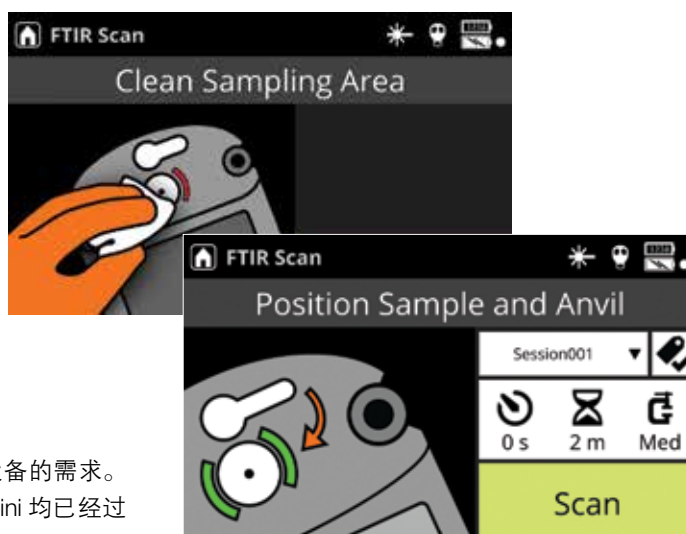 FTIR Scan
Clean Sampling Area
FTIR Scan
Position Sample and Anvil
Session001
0 s
2 m
Med
Scan
备的需求。
ini 均已经过